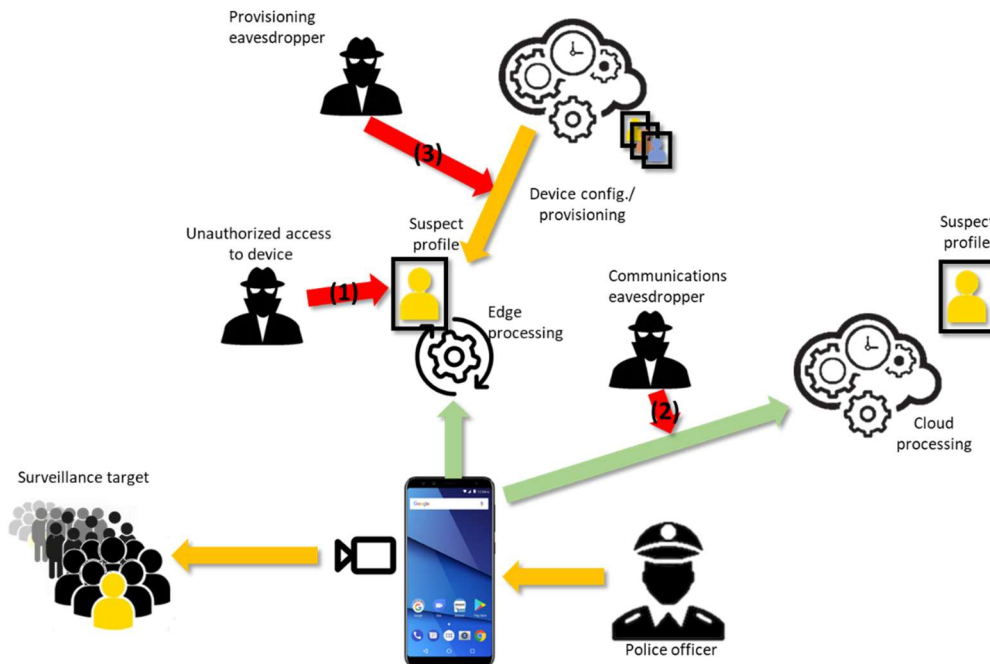 Provisioning
eavesdropper
(3)
Device config./
provisioning
Unauthorized access
to device
Suspect
profile
(1)
Edge
processing
Communications
eavesdropper
(2)
Suspect
profile
Cloud
processing
Surveillance target
Google
Police officer